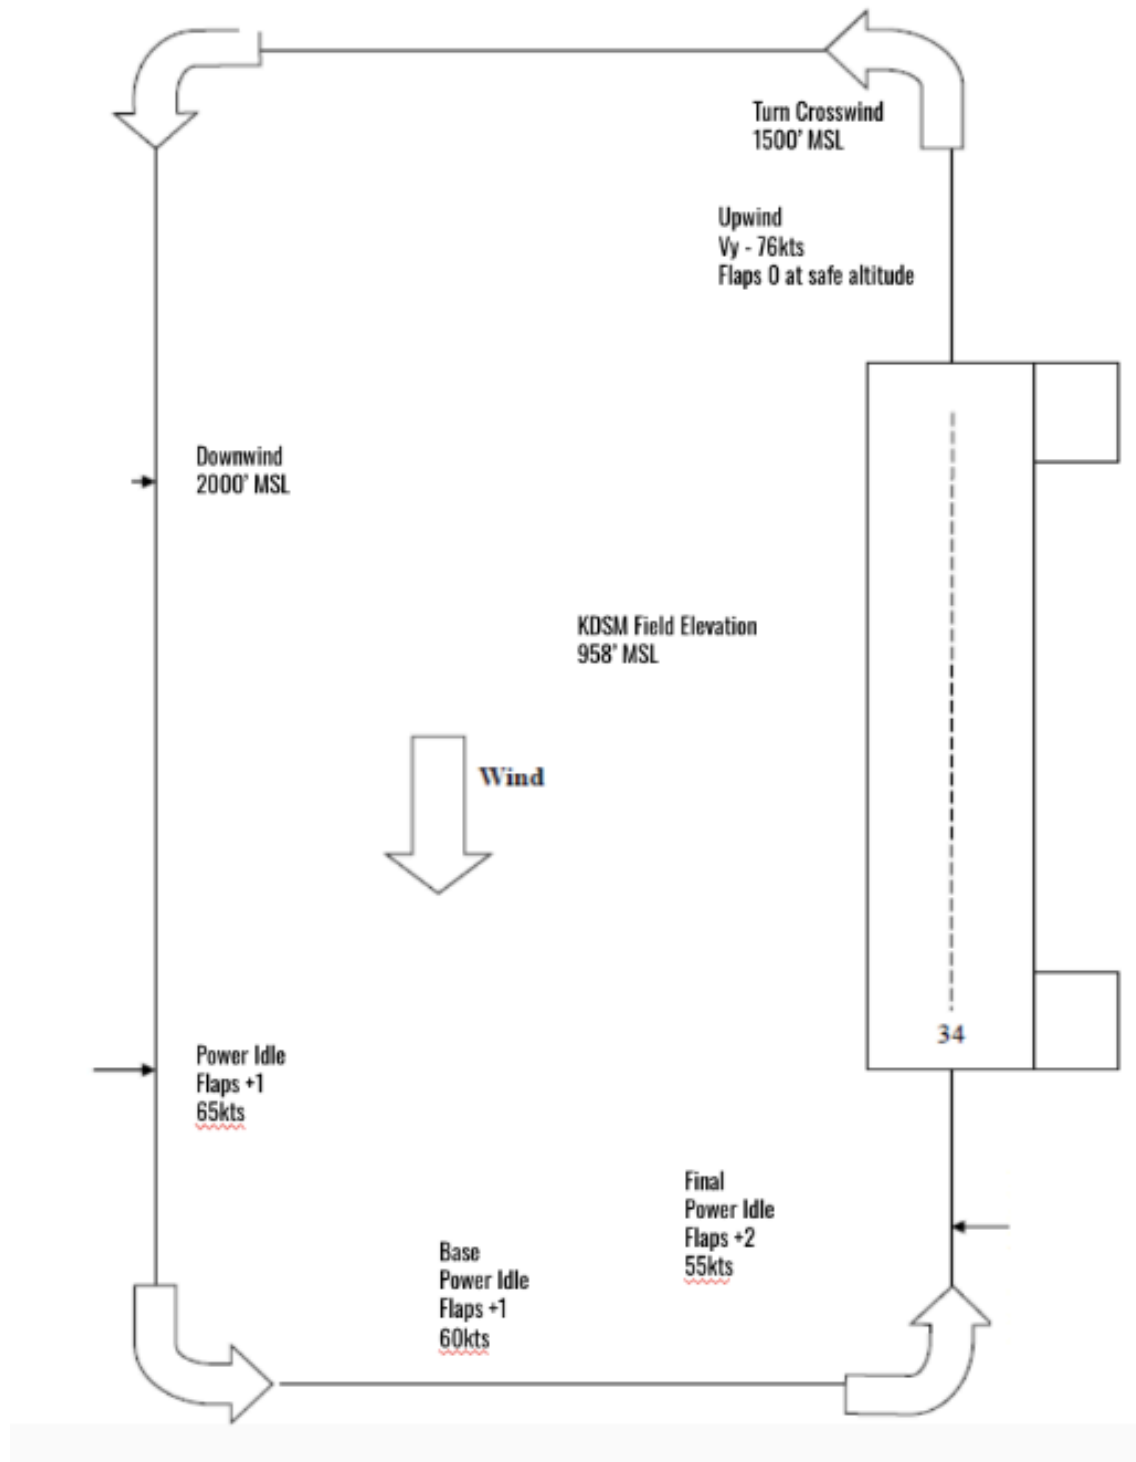 Turn Crosswind
1500' MSL
Upwind
Vy - 76kts
Flaps 0 at safe altitude
Downwind
2000' MSL
KDSM Field Elevation
958' MSL
Wind
34
Power Idle
Flaps +1
65kts
Final
Power Idle
Flaps +2
55kts
Base
Power Idle
Flaps +1
60kts